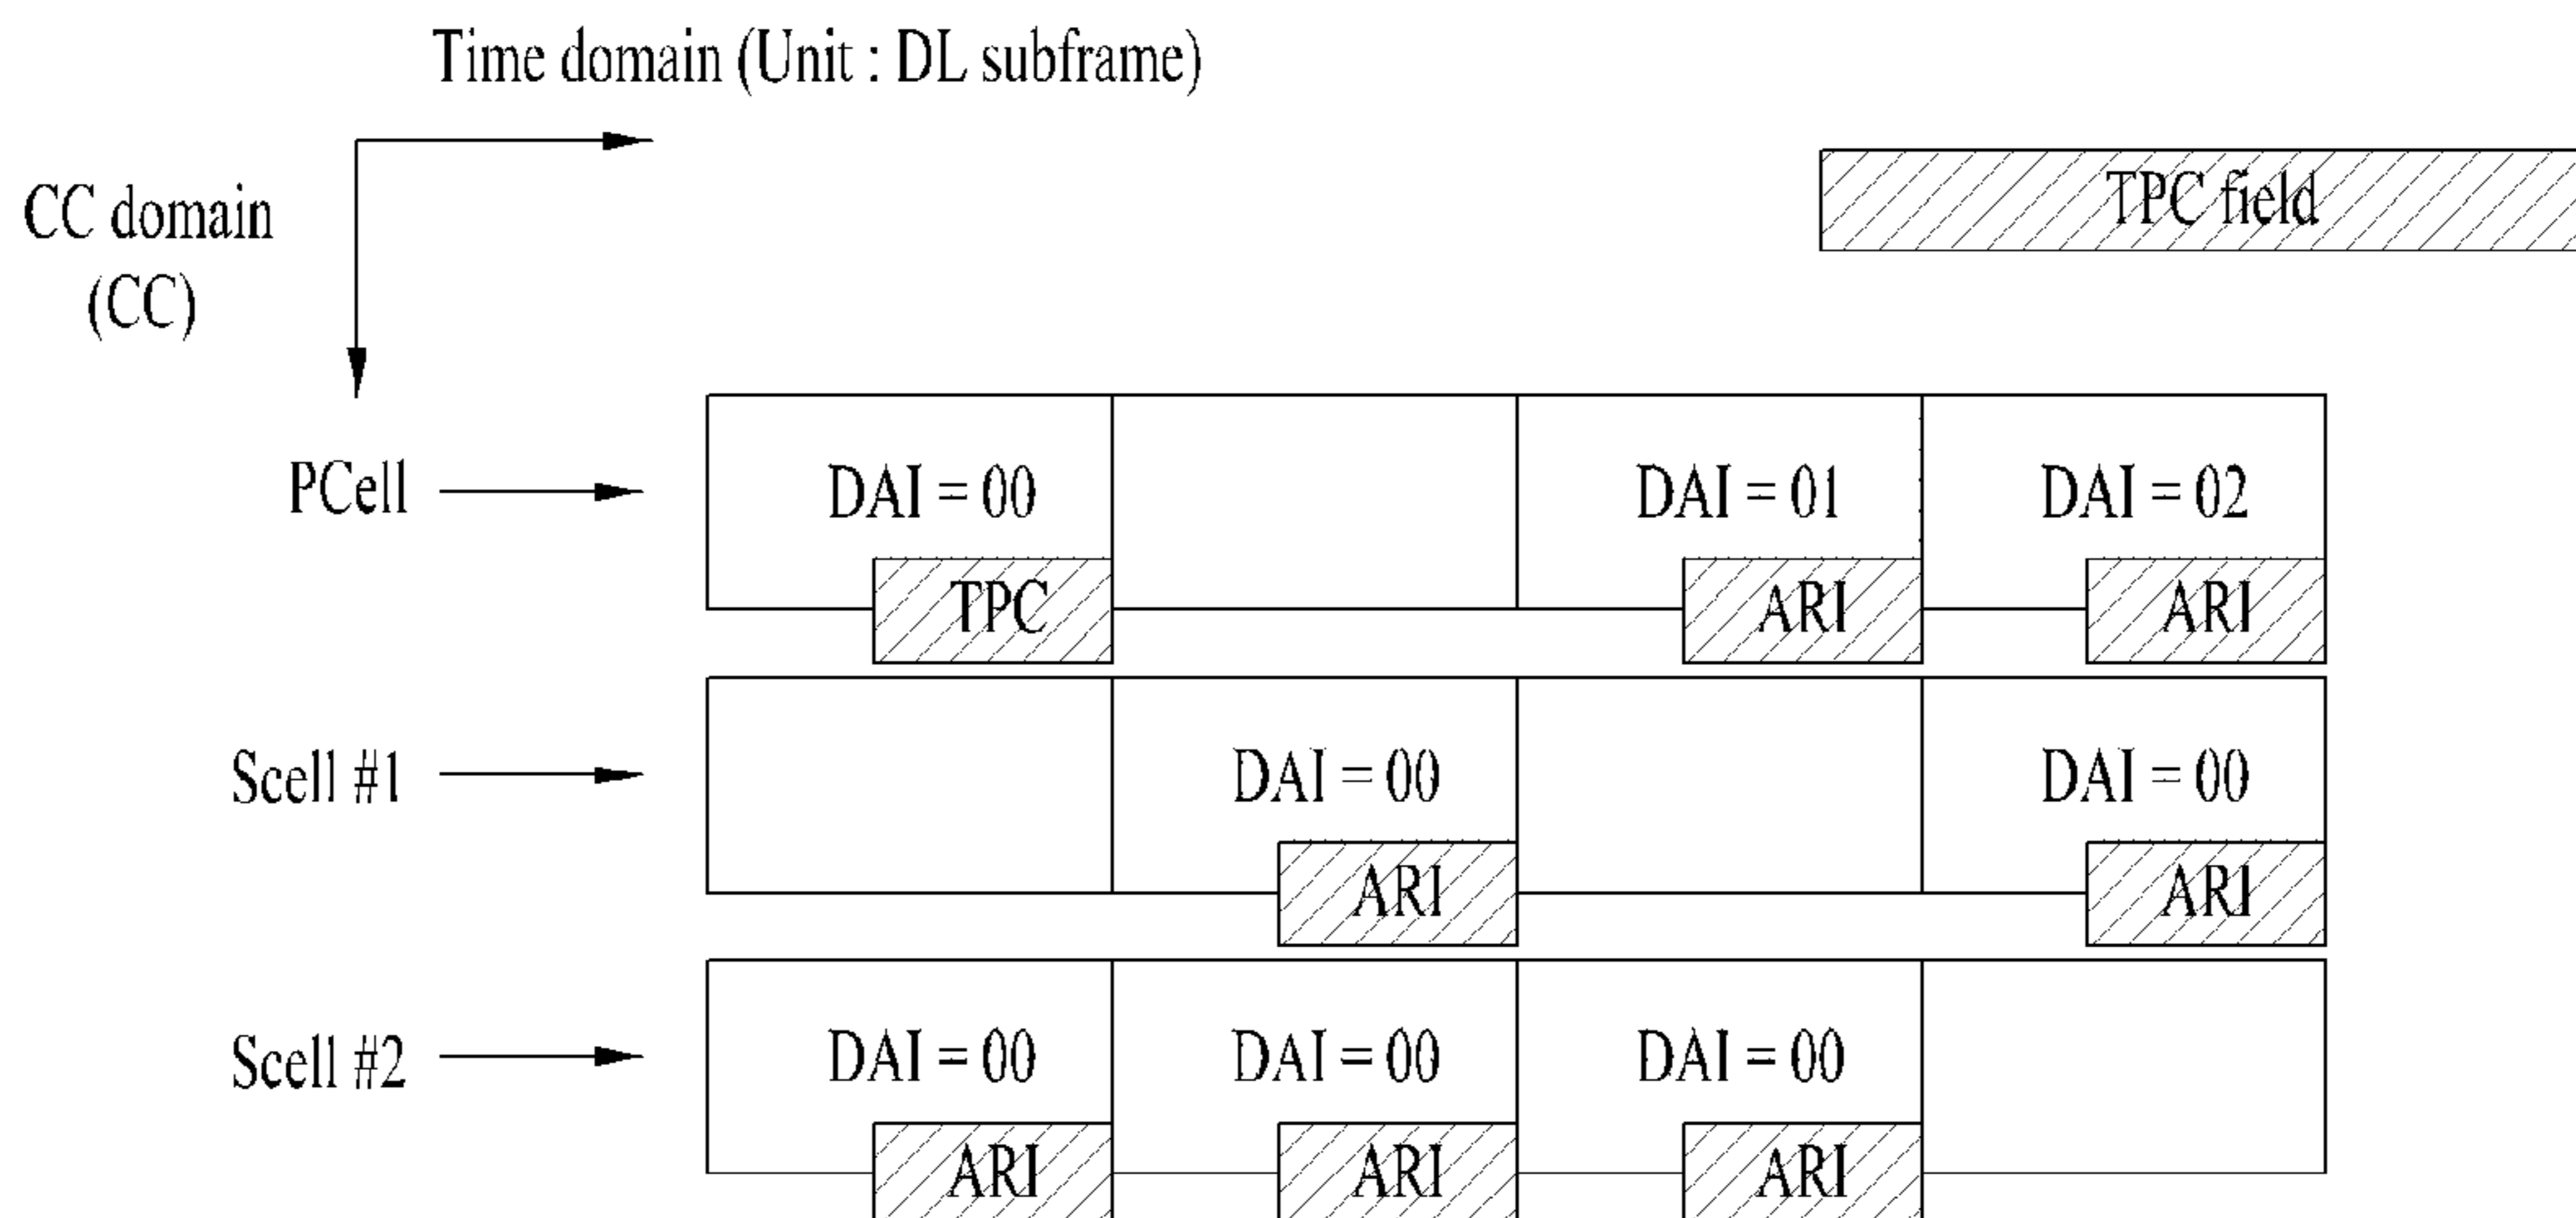 Time domain (Unit : DL subframe)
CC domain
(CC)
TPC field
PCell
DAI = 00
DAI = 01
DAI = 02
TPC
ARI
ARI
Scell #1
DAI = 00
DAI = 00
ARI
ARI
Scell #2
DAI = 00
DAI = 00
DAI = 00
ARI
ARI
ARI